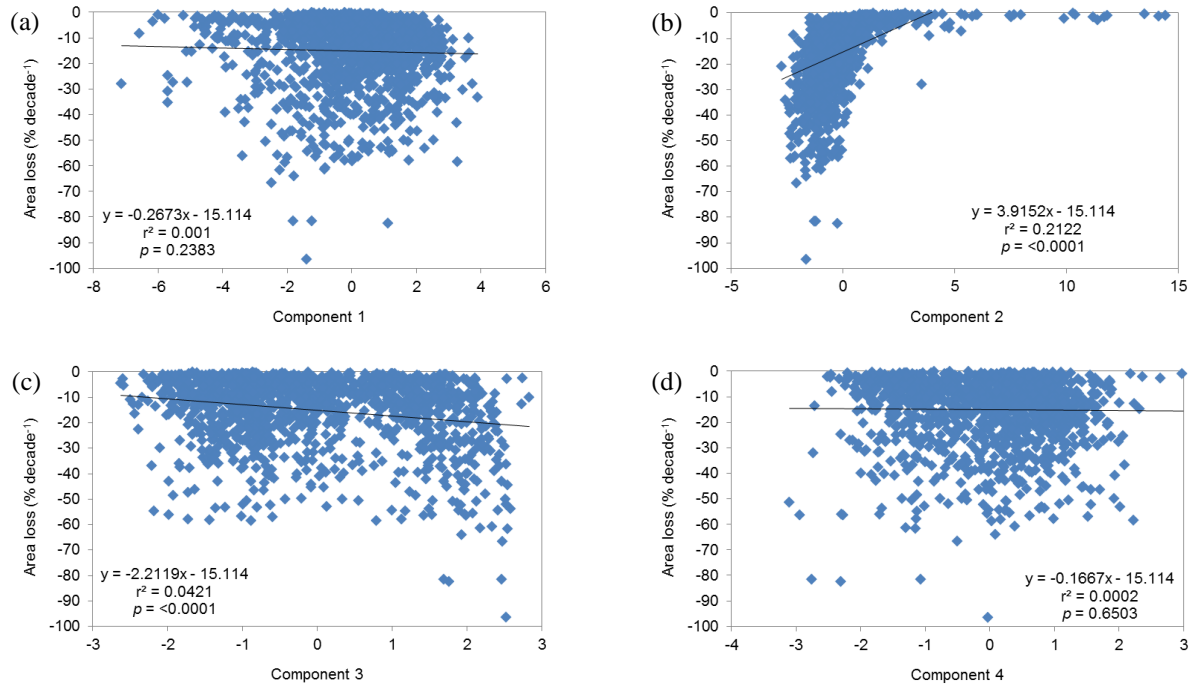 (a)
0
-10
-20
-30
-40
-50
-60
-70
-80
-90
-100
Area loss (% decade⁻¹)
y = -0.2673x - 15.114
r² = 0.001
p = 0.2383
-8 -6 -4 -2 0 2 4 6
Component 1
(b)
0
-10
-20
-30
-40
-50
-60
-70
-80
-90
-100
Area loss (% decade⁻¹)
y = 3.9152x - 15.114
r² = 0.2122
p = <0.0001
-5 0 5 10 15
Component 2
(c)
0
-10
-20
-30
-40
-50
-60
-70
-80
-90
-100
Area loss (% decade⁻¹)
y = -2.2119x - 15.114
r² = 0.0421
p = <0.0001
-3 -2 -1 0 1 2 3
Component 3
(d)
0
-10
-20
-30
-40
-50
-60
-70
-80
-90
-100
Area loss (% decade⁻¹)
y = -0.1667x - 15.114
r² = 0.0002
p = 0.6503
-4 -3 -2 -1 0 1 2 3
Component 4